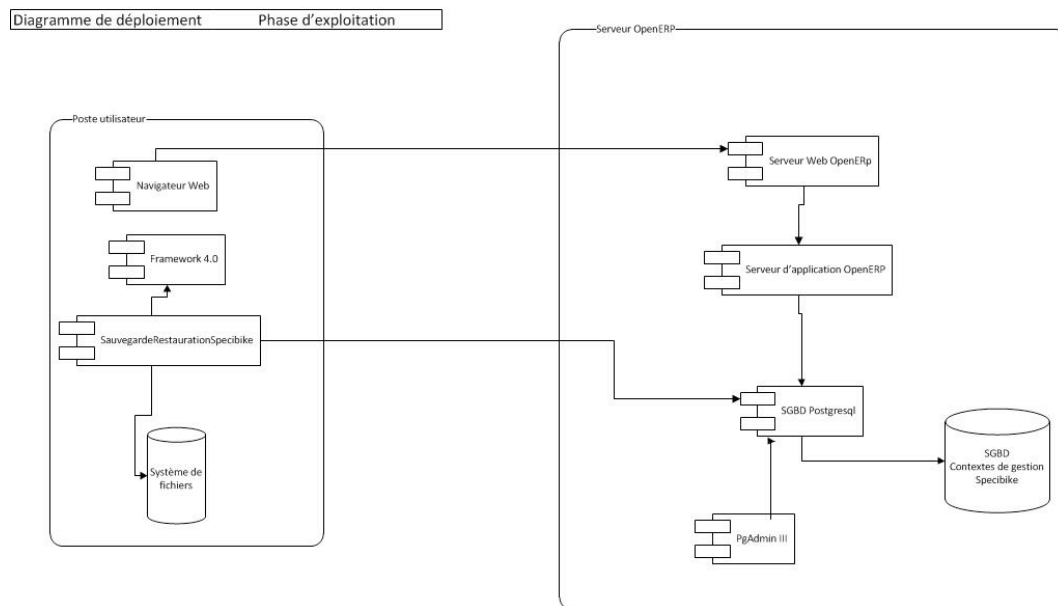 Diagramme de déploiement Phase d’exploitation
Serveur OpenERP
Poste utilisateur
Navigateur Web
Serveur Web OpenERp
Framework 4.0
Serveur d’application OpenERP
SauvegardeRestaurationSpecibike
SGBD Postgresql
Système de
fichiers
SGBD
Contextes de gestion
Specibike
PgAdmin III